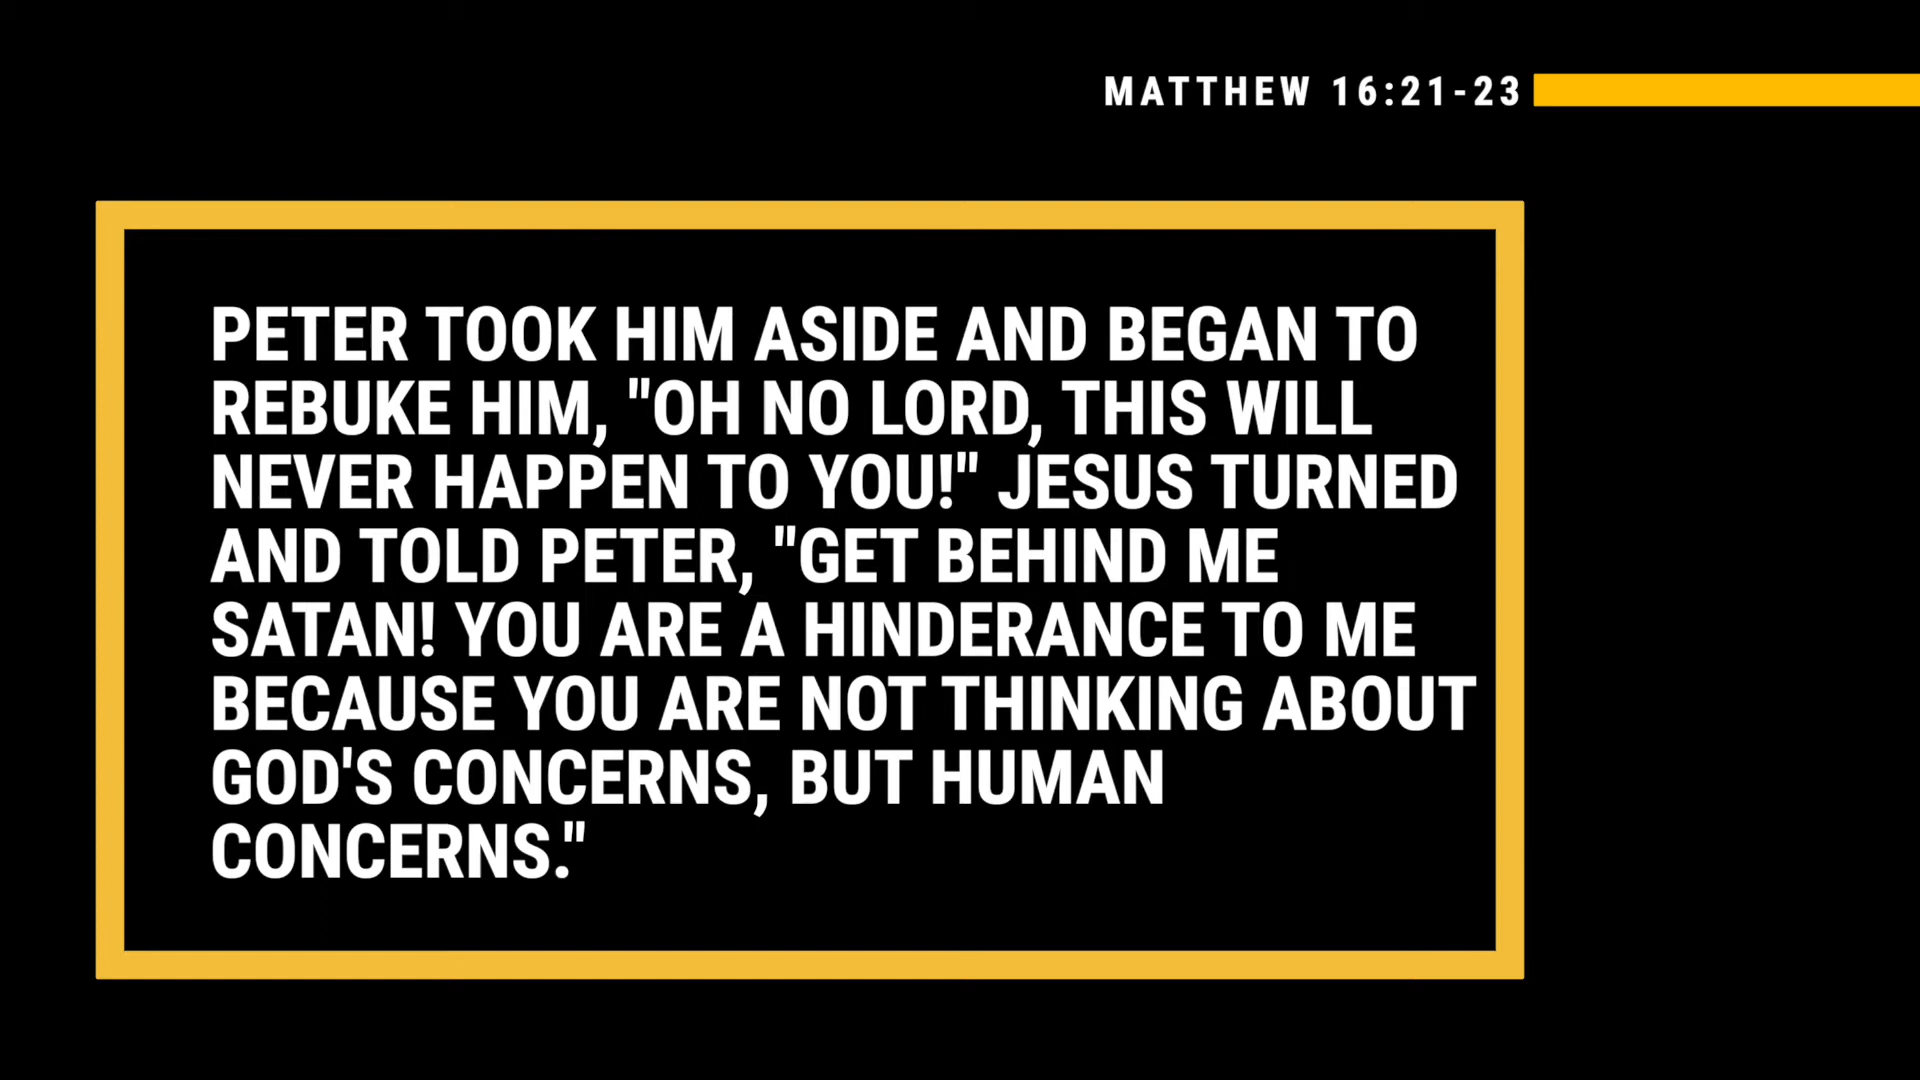 MATTHEW 16:21-23
PETER TOOK HIM ASIDE AND BEGAN TO
REBUKE HIM, "OH NO LORD, THIS WILL
NEVER HAPPEN TO YOU!" JESUS TURNED
AND TOLD PETER, "GET BEHIND ME
SATAN! YOU ARE A HINDERANCE TO ME
BECAUSE YOU ARE NOT THINKING ABOUT
GOD'S CONCERNS, BUT HUMAN
CONCERNS."